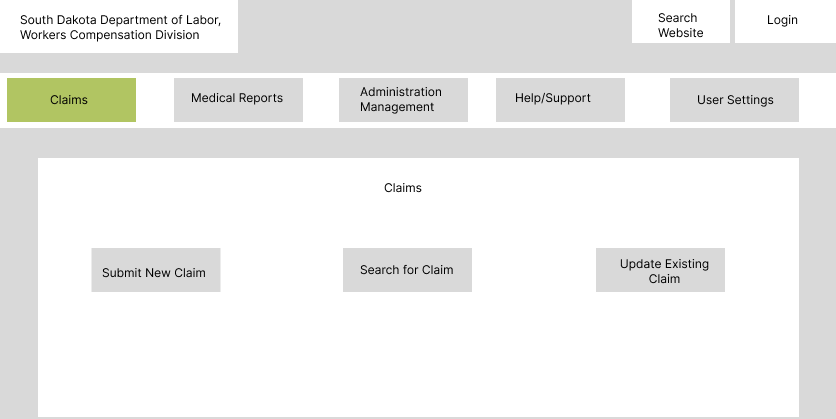 South Dakota Department of Labor,
Workers Compensation Division
Search
Website
Login
Claims
Medical Reports
Administration
Management
Help/Support
User Settings
Claims
Submit New Claim
Search for Claim
Update Existing
Claim